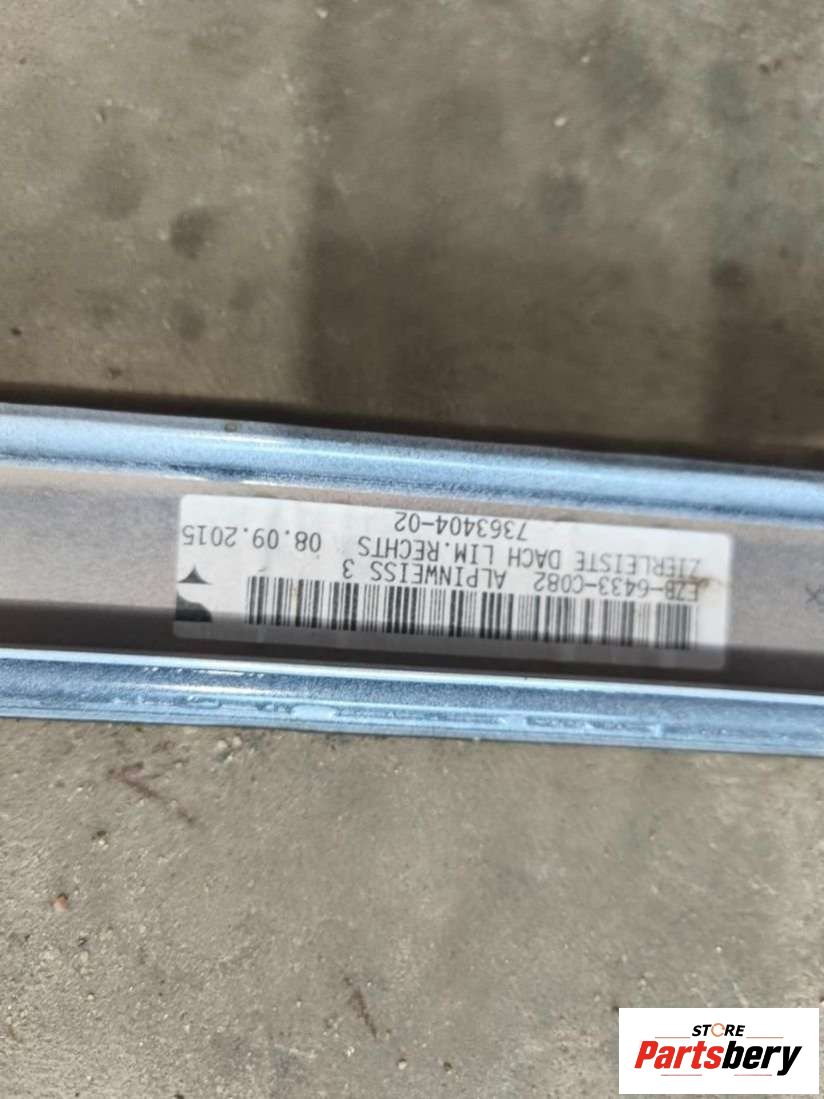 EZB-6433-C082 ALPINWEISS 3
ZIERLEISTE DACH LIM.RECHTS 08.09.2015
7363404-02
STORE
Partsbery